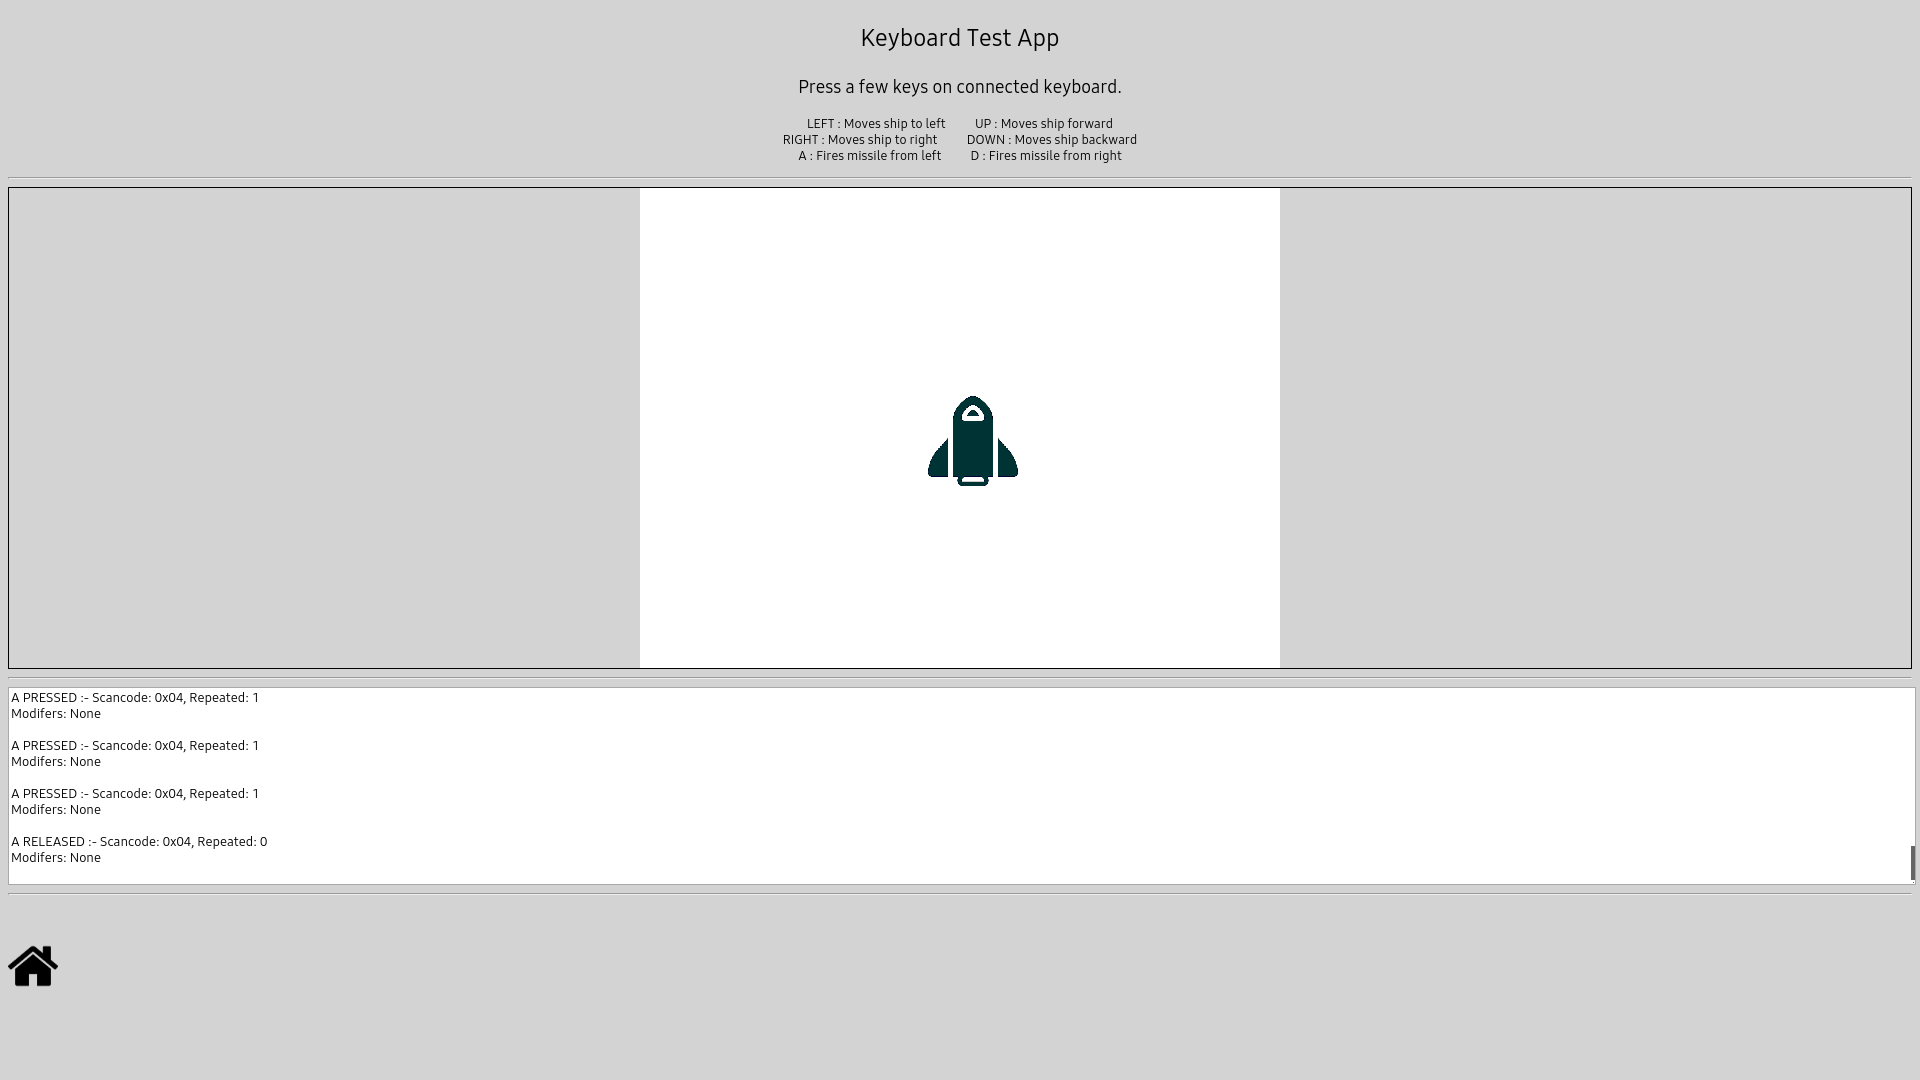 Keyboard Test App
Press a few keys on connected keyboard.
LEFT : Moves ship to left UP : Moves ship forward
RIGHT : Moves ship to right DOWN : Moves ship backward
A : Fires missile from left D : Fires missile from right
A PRESSED :- Scancode: 0x04, Repeated: 1
Modifers: None
A PRESSED :- Scancode: 0x04, Repeated: 1
Modifers: None
A PRESSED :- Scancode: 0x04, Repeated: 1
Modifers: None
A RELEASED :- Scancode: 0x04, Repeated: 0
Modifers: None